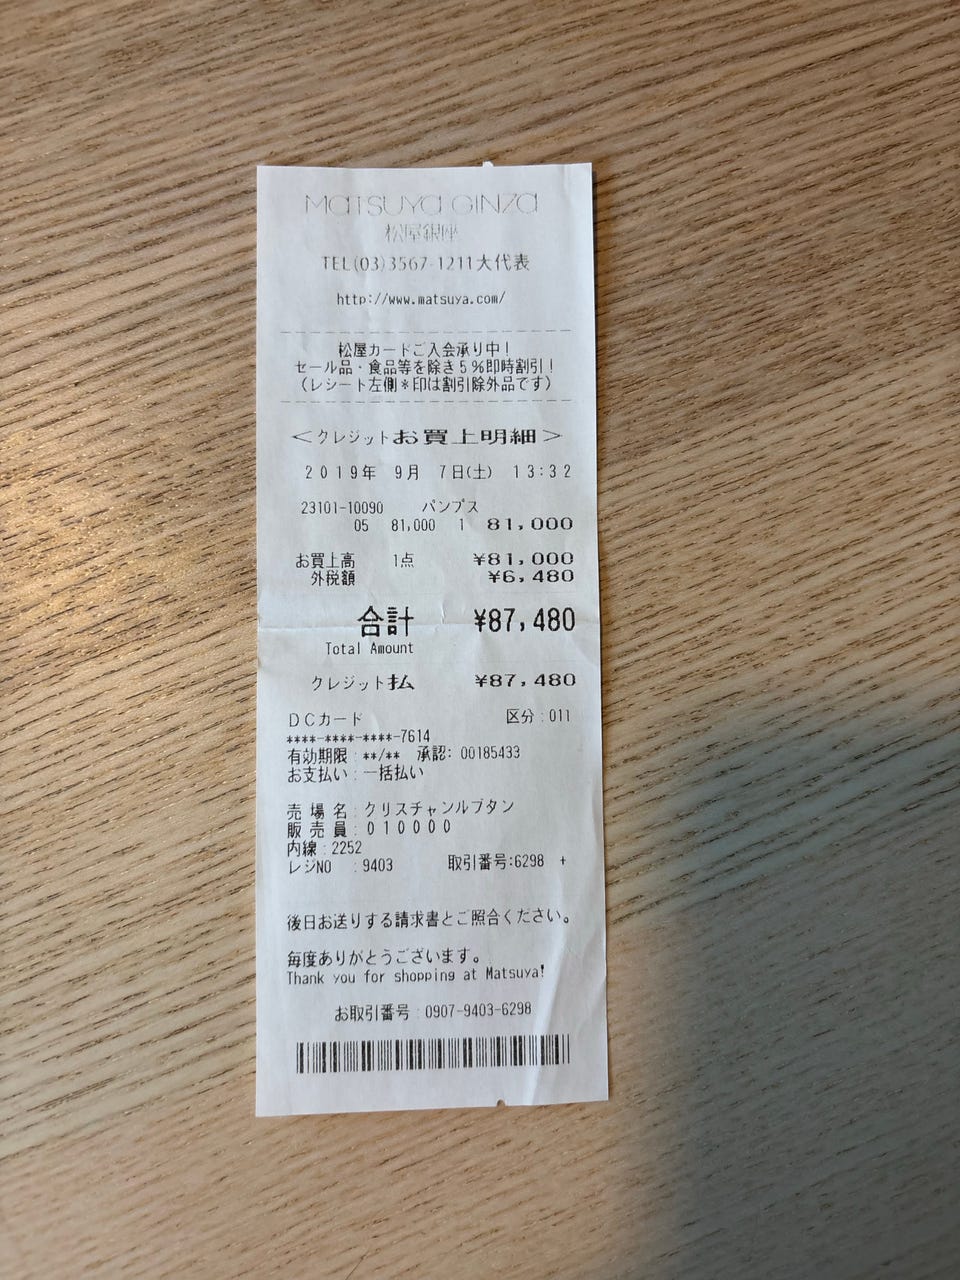 MATSUYA GINZA
松屋銀座
TEL(03)3567-1211大代表
http://www.matsuya.com/
松屋カードご入会承り中！
セール品・食品等を除き５％即時割引！
（レシート左側＊印は割引除外品です）
＜クレジットお買上明細＞
２０１９年　９月　７日(土)　１３:３２
23101-10090　パンプス
05　81,000　1　81,000
お買上高　1点　¥81,000
外税額　¥6,480
合計　¥87,480
Total Amount
クレジット払　¥87,480
ＤＣカード　区分：011
****-****-****-7614
有効期限：**/**　承認：00185433
お支払い：一括払い
売場名：クリスチャンルブタン
販売員：０１００００
内線：2252
レジNO　：9403　取引番号：6298　+
後日お送りする請求書とご照合ください。
毎度ありがとうございます。
Thank you for shopping at Matsuya!
お取引番号：0907-9403-6298